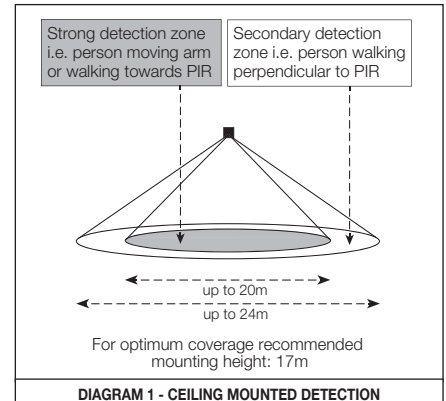 Strong detection zone
i.e. person moving arm
or walking towards PIR
Secondary detection
zone i.e. person walking
perpendicular to PIR
up to 20m
up to 24m
For optimum coverage recommended
mounting height: 17m
DIAGRAM 1 - CEILING MOUNTED DETECTION